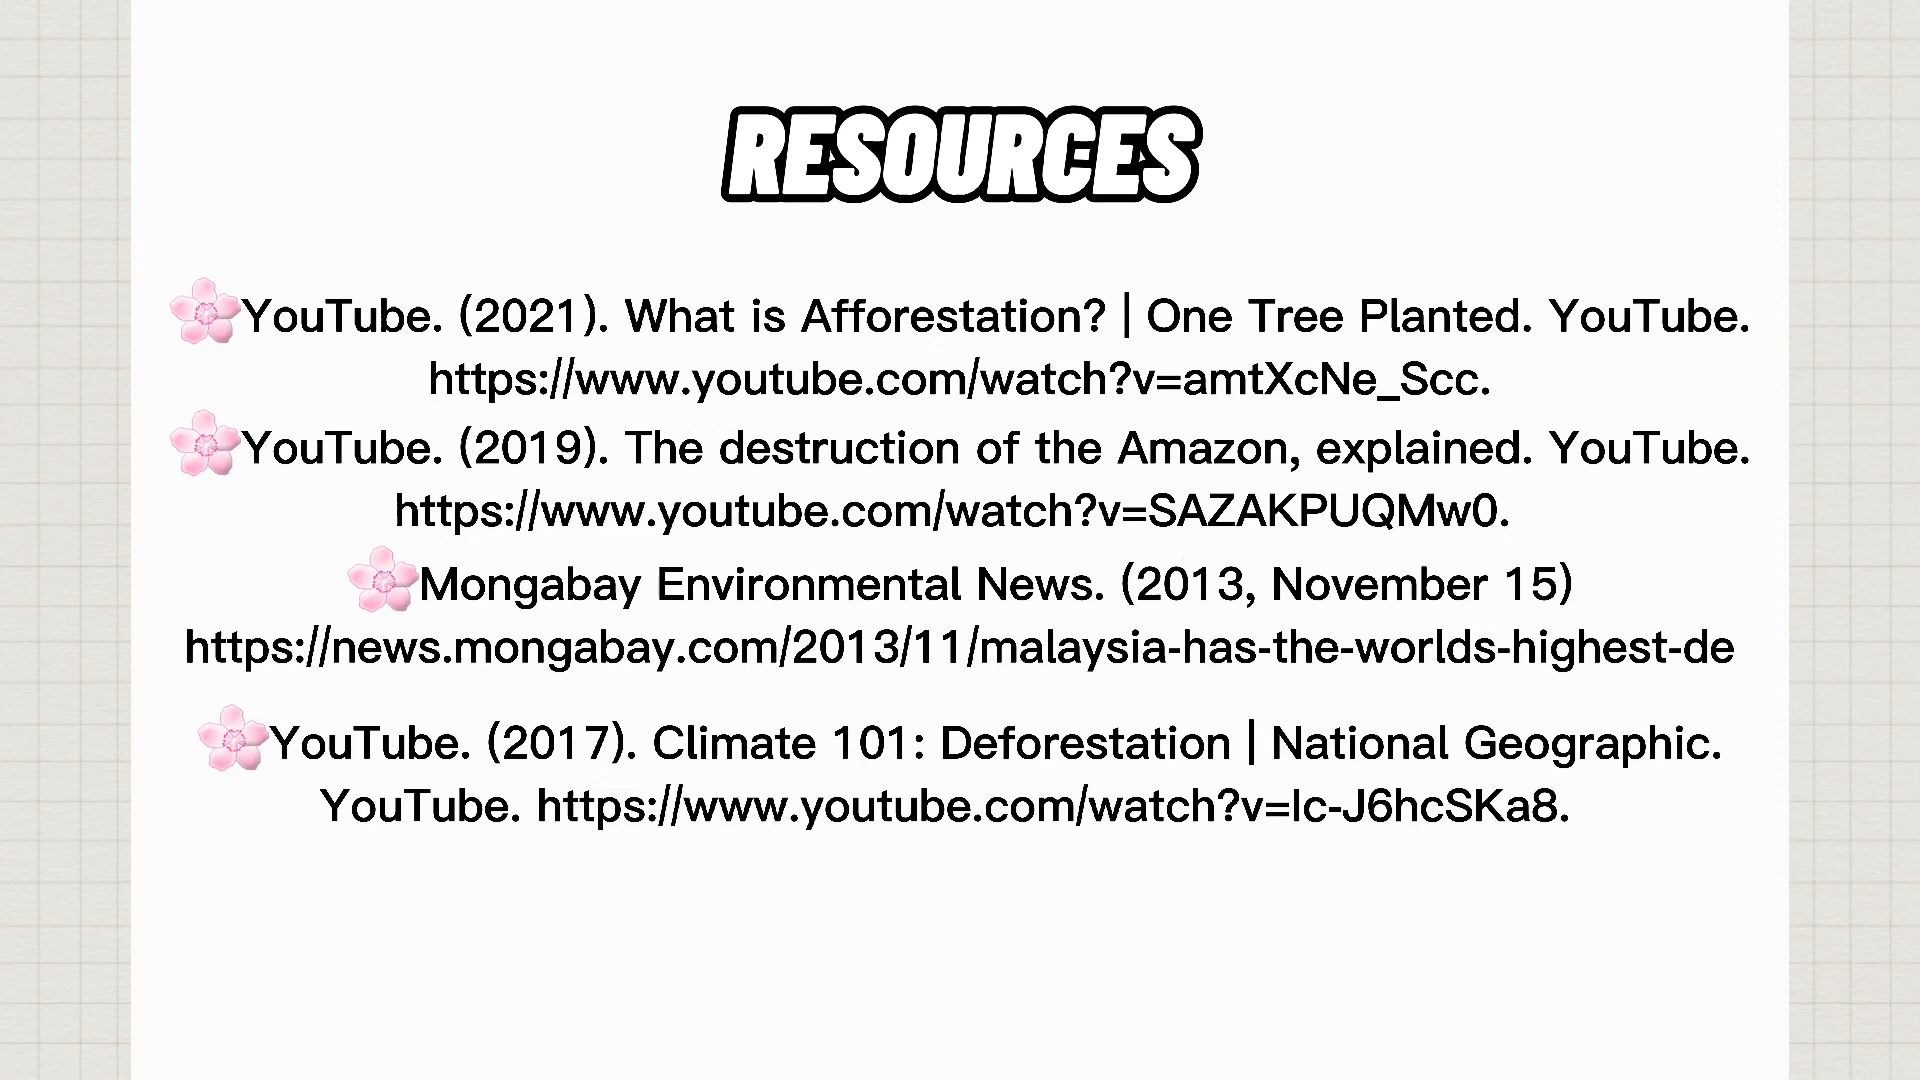 RESOURCES
YouTube. (2021). What is Afforestation? | One Tree Planted. YouTube.
https://www.youtube.com/watch?v=amtXcNe_Scc.
YouTube. (2019). The destruction of the Amazon, explained. YouTube.
https://www.youtube.com/watch?v=SAZAKPUQMw0.
Mongabay Environmental News. (2013, November 15)
https://news.mongabay.com/2013/11/malaysia-has-the-worlds-highest-de
YouTube. (2017). Climate 101: Deforestation | National Geographic.
YouTube. https://www.youtube.com/watch?v=Ic-J6hcSKa8.